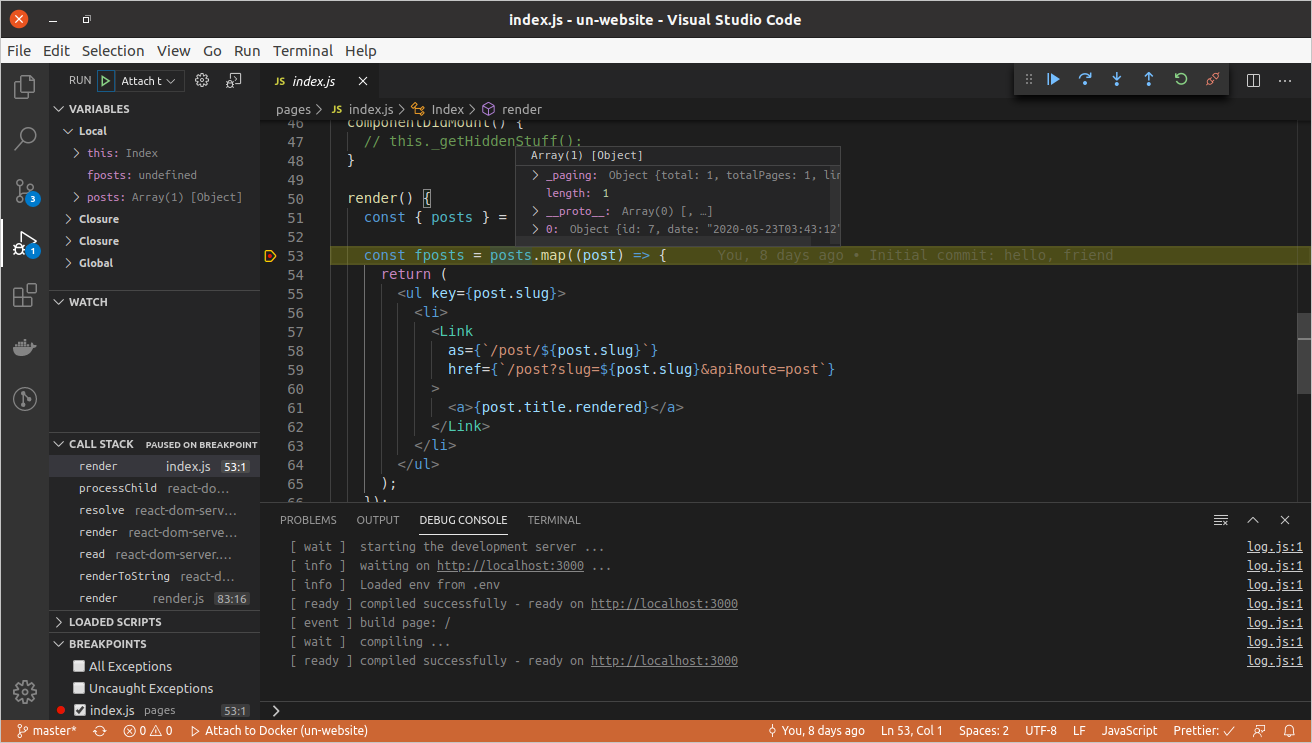 index.js - un-website - Visual Studio Code
File Edit Selection View Go Run Terminal Help
RUN Attach t
JS index.js
pages > JS index.js > Index > render
VARIABLES
Local
this: Index
fposts: undefined
posts: Array(1) [Object]
Closure
Closure
Global
WATCH
3
1
CALL STACK PAUSED ON BREAKPOINT
render index.js 53:1
processChild react-do…
resolve react-dom-serv…
render react-dom-serve…
read react-dom-server.…
renderToString react-d…
render render.js 83:16
LOADED SCRIPTS
BREAKPOINTS
All Exceptions
Uncaught Exceptions
index.js pages 53:1
46 componentDidMount() {
47 // this._getHiddenStuff();
48 }
49
50 render() {
51 const { posts } =
52
53 const fposts = posts.map((post) => { You, 8 days ago • Initial commit: hello, friend
54 return (
55 <ul key={post.slug}>
56 <li>
57 <Link
58 as={`/post/${post.slug}`}
59 href={`/post?slug=${post.slug}&apiRoute=post`}
60 >
61 <a>{post.title.rendered}</a>
62 </Link>
63 </li>
64 </ul>
65 );
66 });
Array(1) [Object]
_paging: Object {total: 1, totalPages: 1, lin
length: 1
__proto__: Array(0) [, …]
0: Object {id: 7, date: "2020-05-23T03:43:12"
PROBLEMS OUTPUT DEBUG CONSOLE TERMINAL
[ wait ] starting the development server ... log.js:1
[ info ] waiting on http://localhost:3000 ... log.js:1
[ info ] Loaded env from .env log.js:1
[ ready ] compiled successfully - ready on http://localhost:3000 log.js:1
[ event ] build page: / log.js:1
[ wait ] compiling ... log.js:1
[ ready ] compiled successfully - ready on http://localhost:3000 log.js:1
>
master* 0 0 Attach to Docker (un-website) You, 8 days ago Ln 53, Col 1 Spaces: 2 UTF-8 LF JavaScript Prettier: ✓